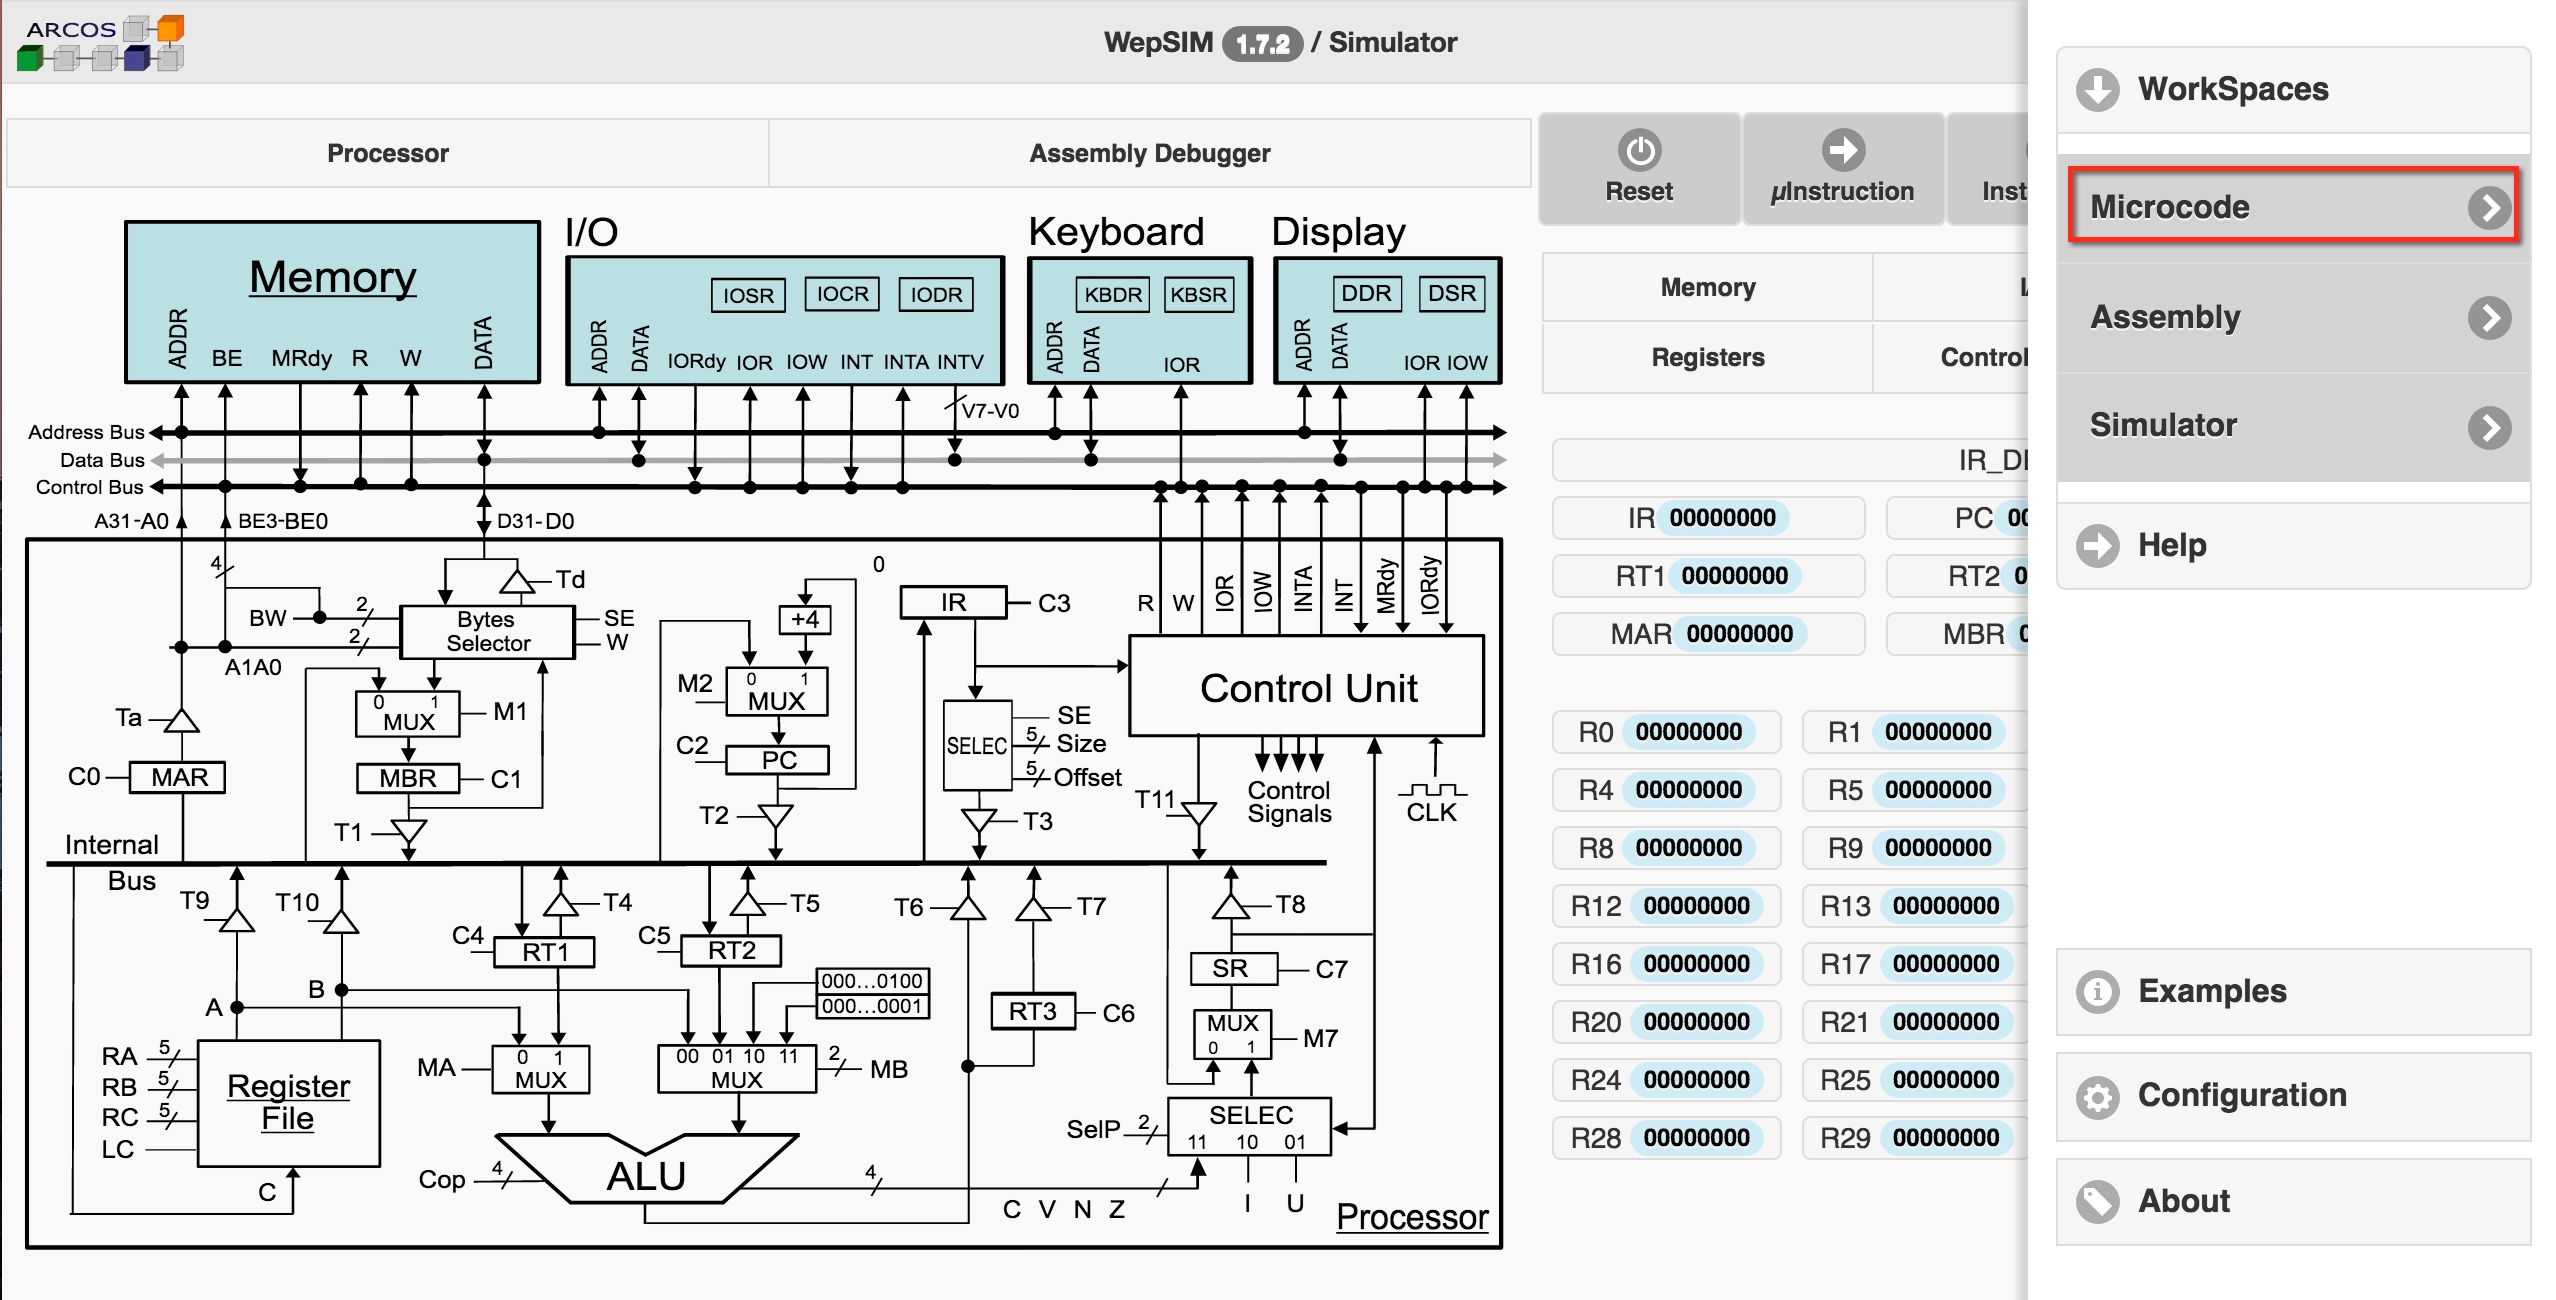 ARCOS
WepSIM 1.7.2 / Simulator
Processor
Assembly Debugger
Reset
µInstruction
Inst
Memory
Registers
Control
IR_DE
IR 00000000
PC 00
RT1 00000000
RT2 0
MAR 00000000
MBR 0
R0 00000000
R1 00000000
R4 00000000
R5 00000000
R8 00000000
R9 00000000
R12 00000000
R13 00000000
R16 00000000
R17 00000000
R20 00000000
R21 00000000
R24 00000000
R25 00000000
R28 00000000
R29 00000000
WorkSpaces
Microcode
Assembly
Simulator
Help
Examples
Configuration
About
Memory
ADDR
BE
MRdy
R
W
DATA
I/O
IOSR
IOCR
IODR
ADDR
DATA
IORdy
IOR
IOW
INT
INTA
INTV
Keyboard
KBDR
KBSR
ADDR
DATA
IOR
Display
DDR
DSR
ADDR
DATA
IOR
IOW
V7-V0
Address Bus
Data Bus
Control Bus
A31-A0
BE3-BE0
D31-D0
4
Td
BW
2
2
Bytes
Selector
SE
W
A1A0
0 1
MUX
M1
Ta
C0
MAR
MBR
C1
T1
0
+4
M2
0 1
MUX
C2
PC
T2
IR
C3
SELEC
SE
5
Size
5
Offset
T3
R
W
IOR
IOW
INTA
INT
MRdy
IORdy
Control Unit
T11
Control
Signals
CLK
Internal
Bus
T9
T10
T4
T5
T6
T7
T8
C4
RT1
C5
RT2
000...0100
000...0001
A
B
RT3
C6
SR
C7
MUX
0 1
M7
RA
5
RB
5
RC
5
LC
Register
File
C
MA
0 1
MUX
00 01 10 11
MUX
2
MB
Cop
4
ALU
4
C V N Z
SelP
2
SELEC
11 10 01
I
U
Processor